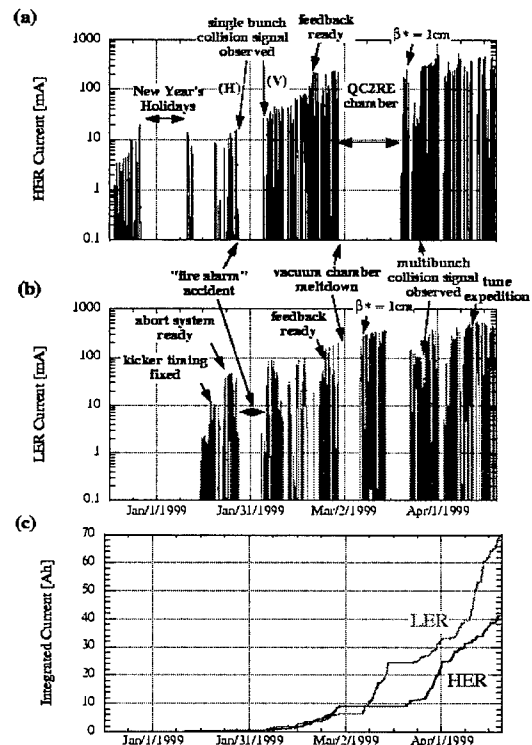 (a)
single bunch
collision signal
observed
feedback
ready
β* = 1cm
New Year's
Holidays
(H)
(V)
QC2RE
chamber
HER Current [mA]
1000
100
10
1
0.1
"fire alarm"
accident
vacuum chamber
meltdown
multibunch
collision signal
observed
tune
expedition
(b)
abort system
ready
kicker timing
fixed
feedback
ready
β* = 1cm
LER Current [mA]
1000
100
10
1
0.1
Jan/1/1999 Jan/31/1999 Mar/2/1999 Apr/1/1999
(c)
Integrated Current [Ah]
70
60
50
40
30
20
10
0
LER
HER
Jan/1/1999 Jan/31/1999 Mar/2/1999 Apr/1/1999